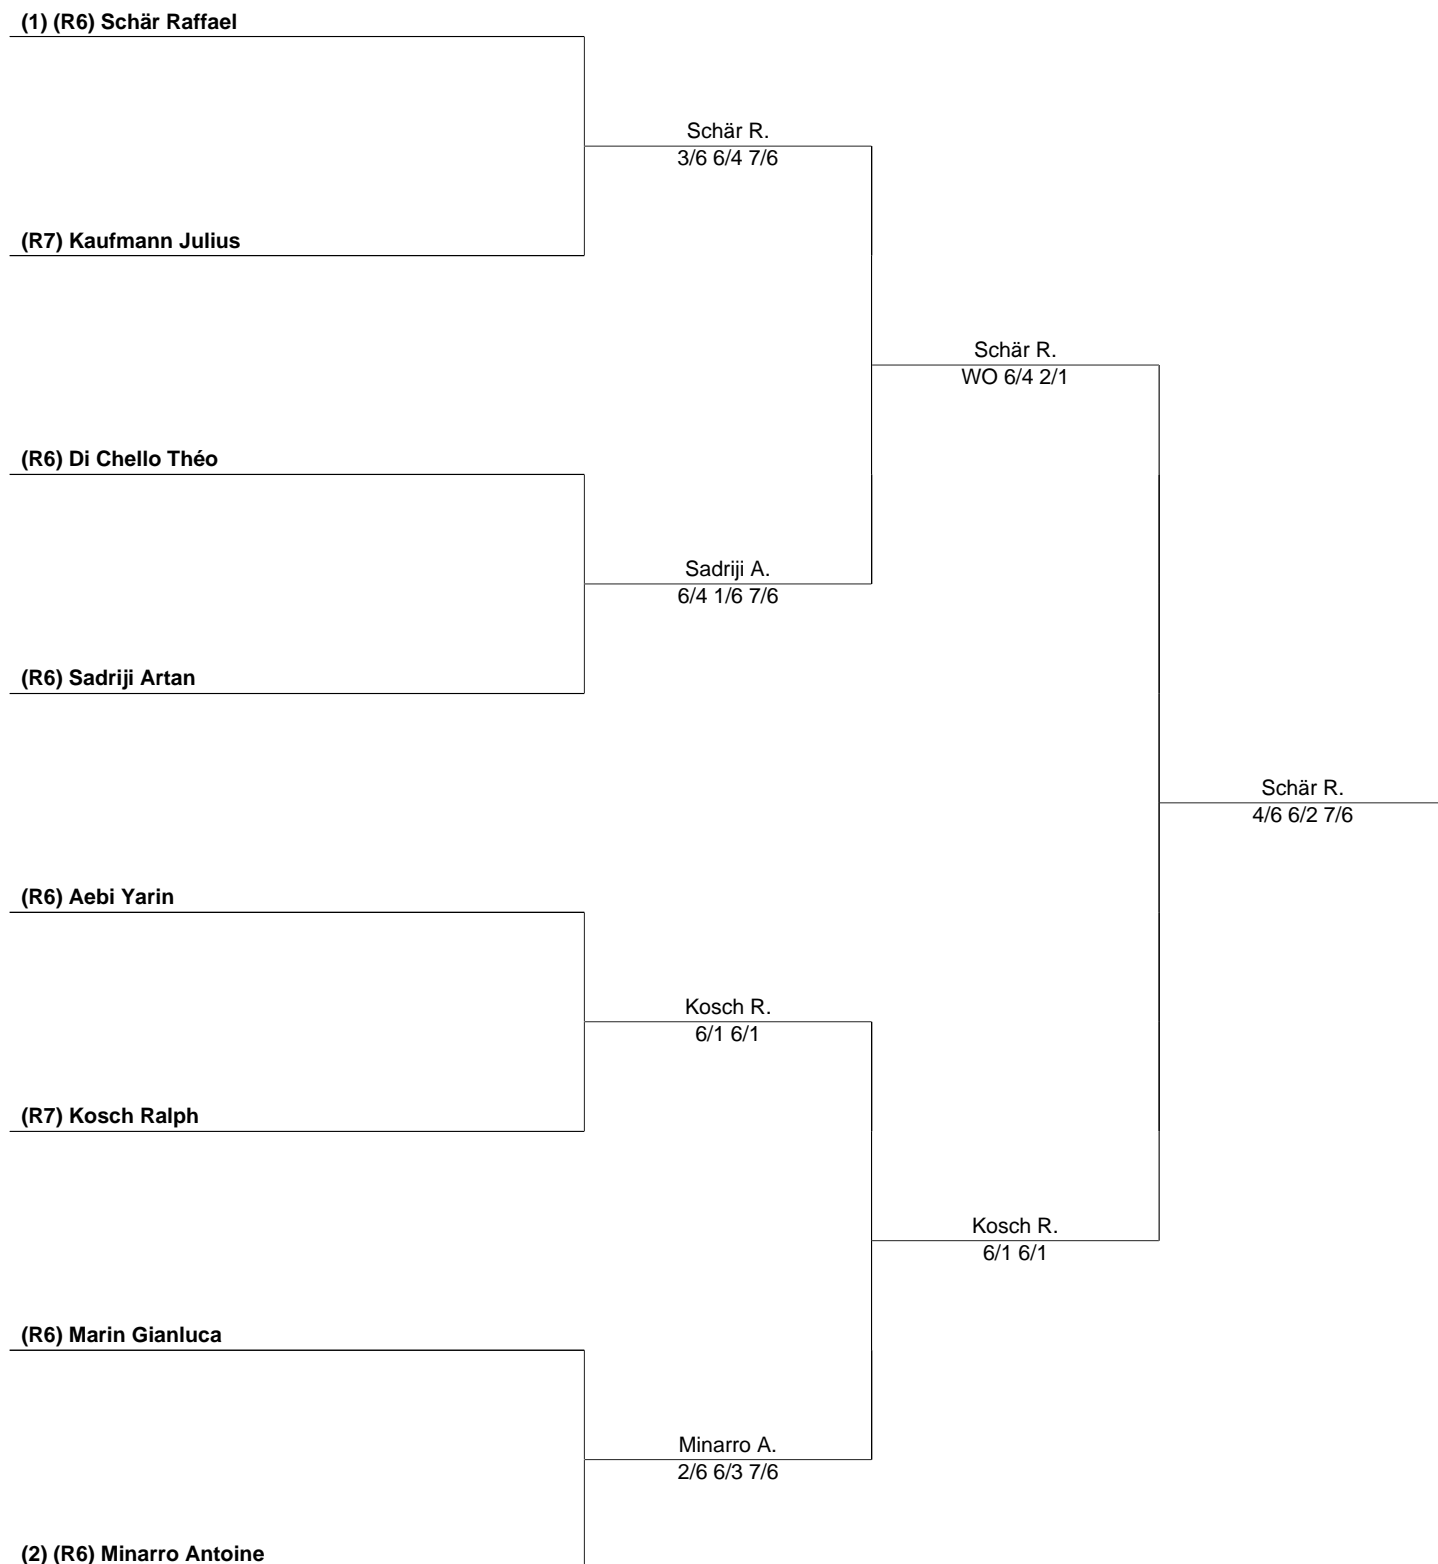 (1) (R6) Schär Raffael
Schär R.
3/6 6/4 7/6
(R7) Kaufmann Julius
Schär R.
WO 6/4 2/1
(R6) Di Chello Théo
Sadriji A.
6/4 1/6 7/6
(R6) Sadriji Artan
Schär R.
4/6 6/2 7/6
(R6) Aebi Yarin
Kosch R.
6/1 6/1
(R7) Kosch Ralph
Kosch R.
6/1 6/1
(R6) Marin Gianluca
Minarro A.
2/6 6/3 7/6
(2) (R6) Minarro Antoine